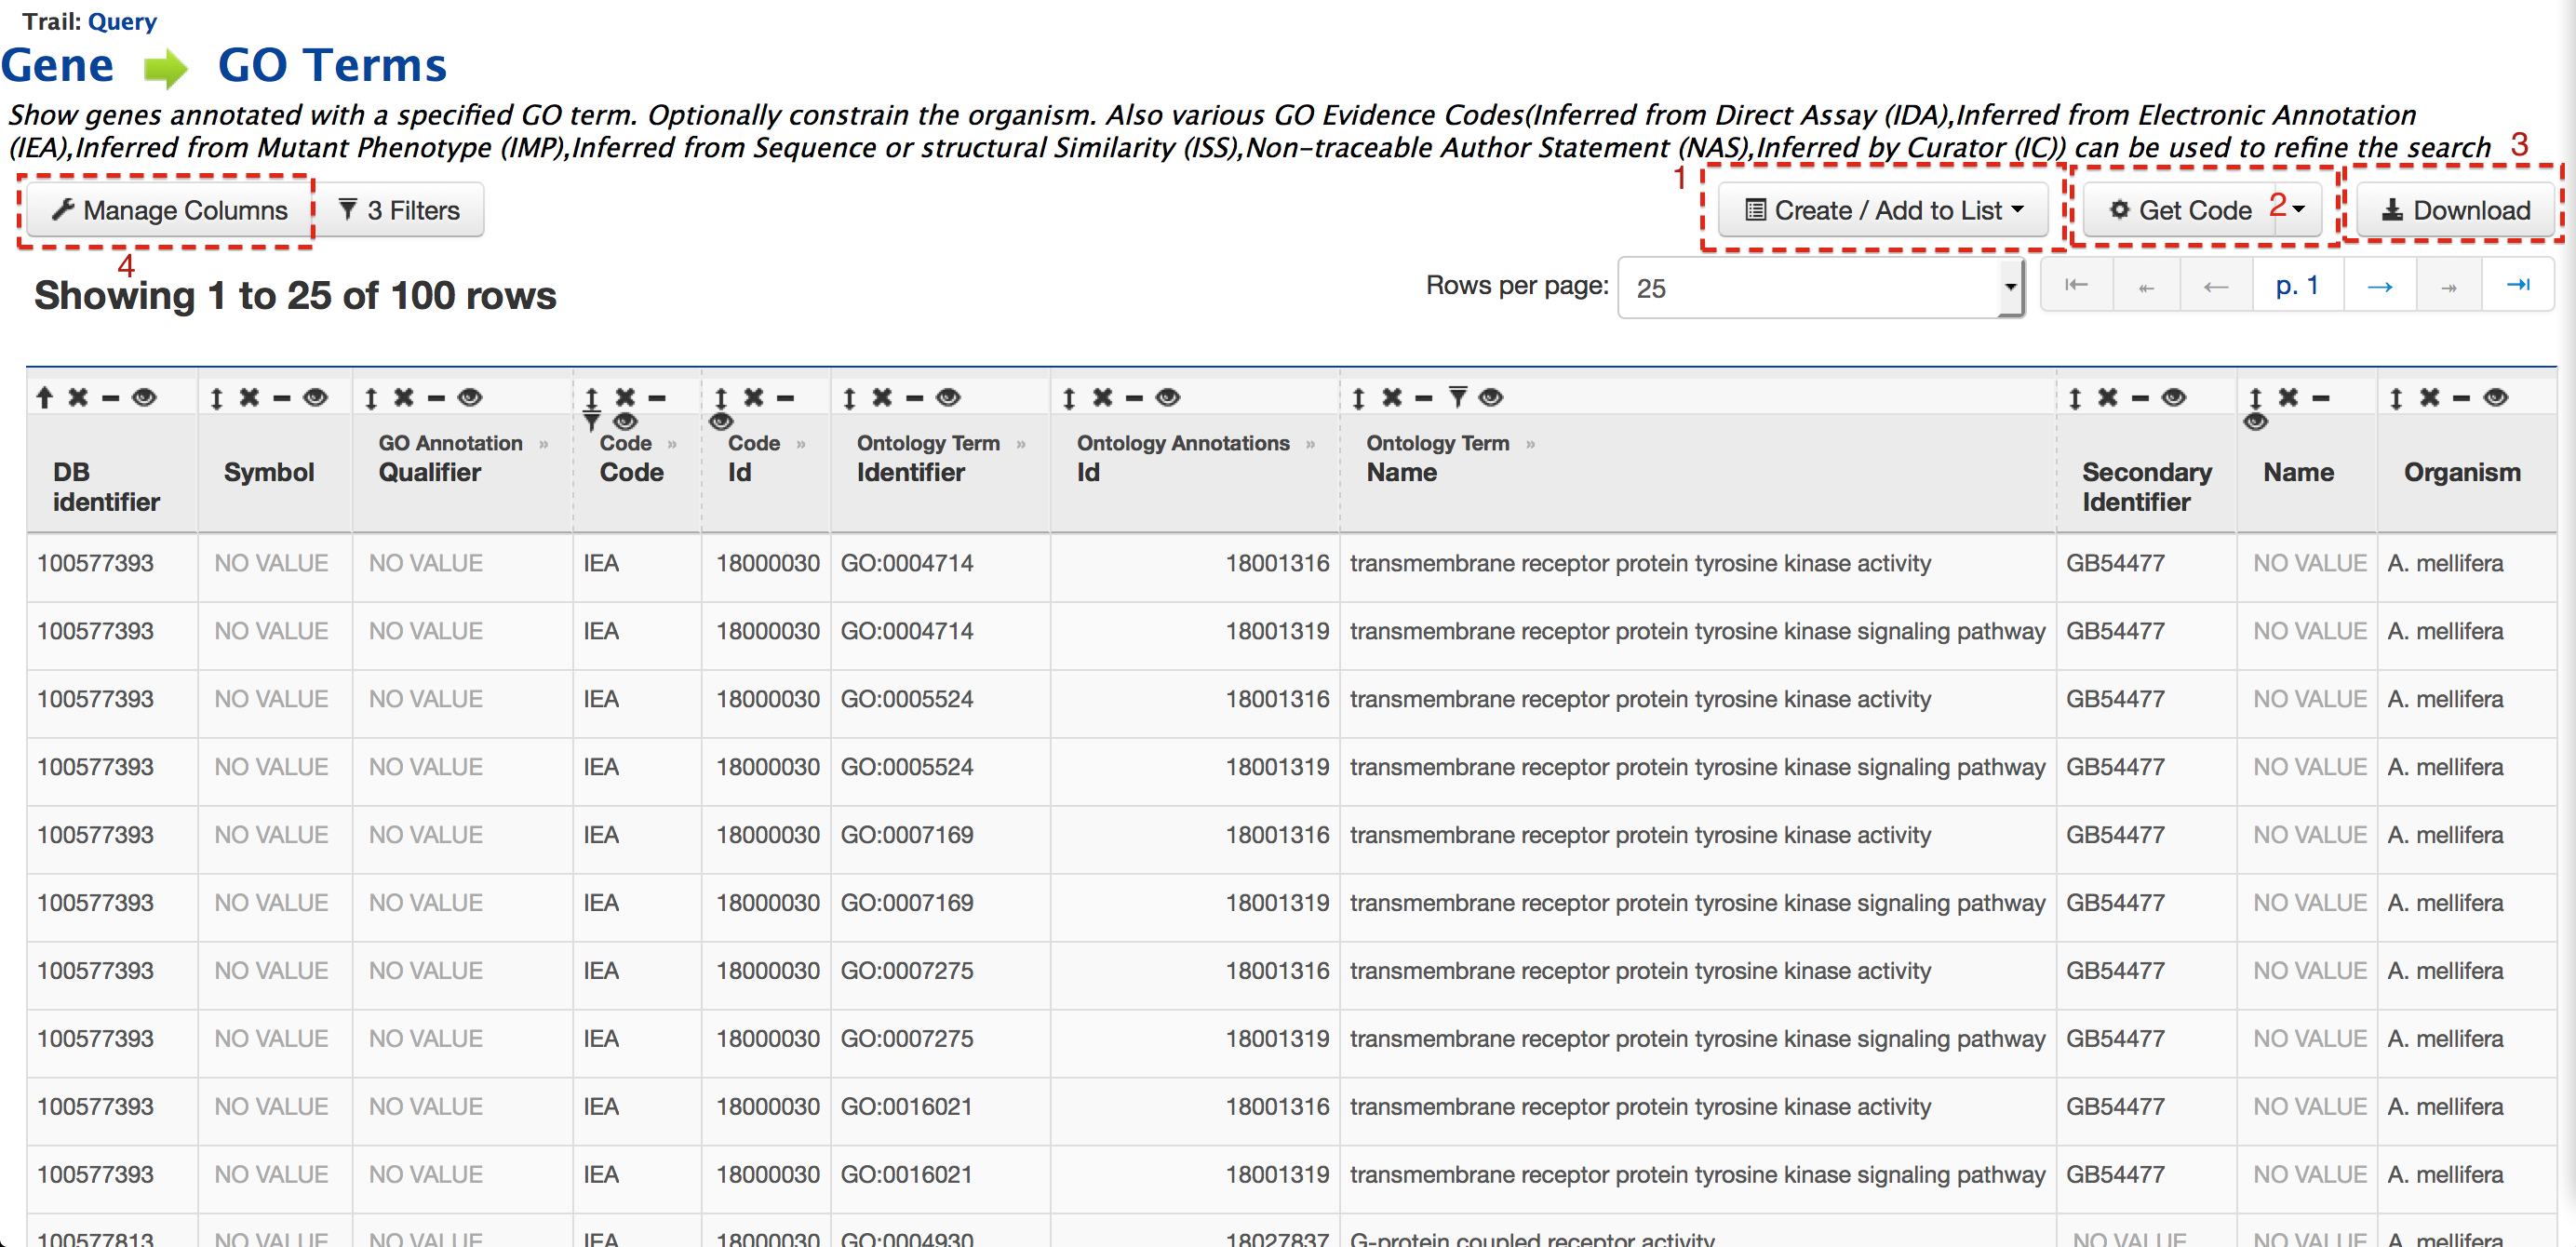 Trail: Query
Gene GO Terms
Show genes annotated with a specified GO term. Optionally constrain the organism. Also various GO Evidence Codes(Inferred from Direct Assay (IDA),Inferred from Electronic Annotation
(IEA),Inferred from Mutant Phenotype (IMP),Inferred from Sequence or structural Similarity (ISS),Non-traceable Author Statement (NAS),Inferred by Curator (IC)) can be used to refine the search 3
Manage Columns 3 Filters 1 Create / Add to List Get Code 2 Download
4
Showing 1 to 25 of 100 rows Rows per page: 25 p. 1
GO Annotation » Code » Code » Ontology Term » Ontology Annotations » Ontology Term »
DB Symbol Qualifier Code Id Identifier Id Name Secondary Name Organism
identifier Identifier
100577393 NO VALUE NO VALUE IEA 18000030 GO:0004714 18001316 transmembrane receptor protein tyrosine kinase activity GB54477 NO VALUE A. mellifera
100577393 NO VALUE NO VALUE IEA 18000030 GO:0004714 18001319 transmembrane receptor protein tyrosine kinase signaling pathway GB54477 NO VALUE A. mellifera
100577393 NO VALUE NO VALUE IEA 18000030 GO:0005524 18001316 transmembrane receptor protein tyrosine kinase activity GB54477 NO VALUE A. mellifera
100577393 NO VALUE NO VALUE IEA 18000030 GO:0005524 18001319 transmembrane receptor protein tyrosine kinase signaling pathway GB54477 NO VALUE A. mellifera
100577393 NO VALUE NO VALUE IEA 18000030 GO:0007169 18001316 transmembrane receptor protein tyrosine kinase activity GB54477 NO VALUE A. mellifera
100577393 NO VALUE NO VALUE IEA 18000030 GO:0007169 18001319 transmembrane receptor protein tyrosine kinase signaling pathway GB54477 NO VALUE A. mellifera
100577393 NO VALUE NO VALUE IEA 18000030 GO:0007275 18001316 transmembrane receptor protein tyrosine kinase activity GB54477 NO VALUE A. mellifera
100577393 NO VALUE NO VALUE IEA 18000030 GO:0007275 18001319 transmembrane receptor protein tyrosine kinase signaling pathway GB54477 NO VALUE A. mellifera
100577393 NO VALUE NO VALUE IEA 18000030 GO:0016021 18001316 transmembrane receptor protein tyrosine kinase activity GB54477 NO VALUE A. mellifera
100577393 NO VALUE NO VALUE IEA 18000030 GO:0016021 18001319 transmembrane receptor protein tyrosine kinase signaling pathway GB54477 NO VALUE A. mellifera
100577813 NO VALUE NO VALUE IEA 18000030 GO:0004930 18027837 G-protein coupled receptor activity NO VALUE NO VALUE A. mellifera